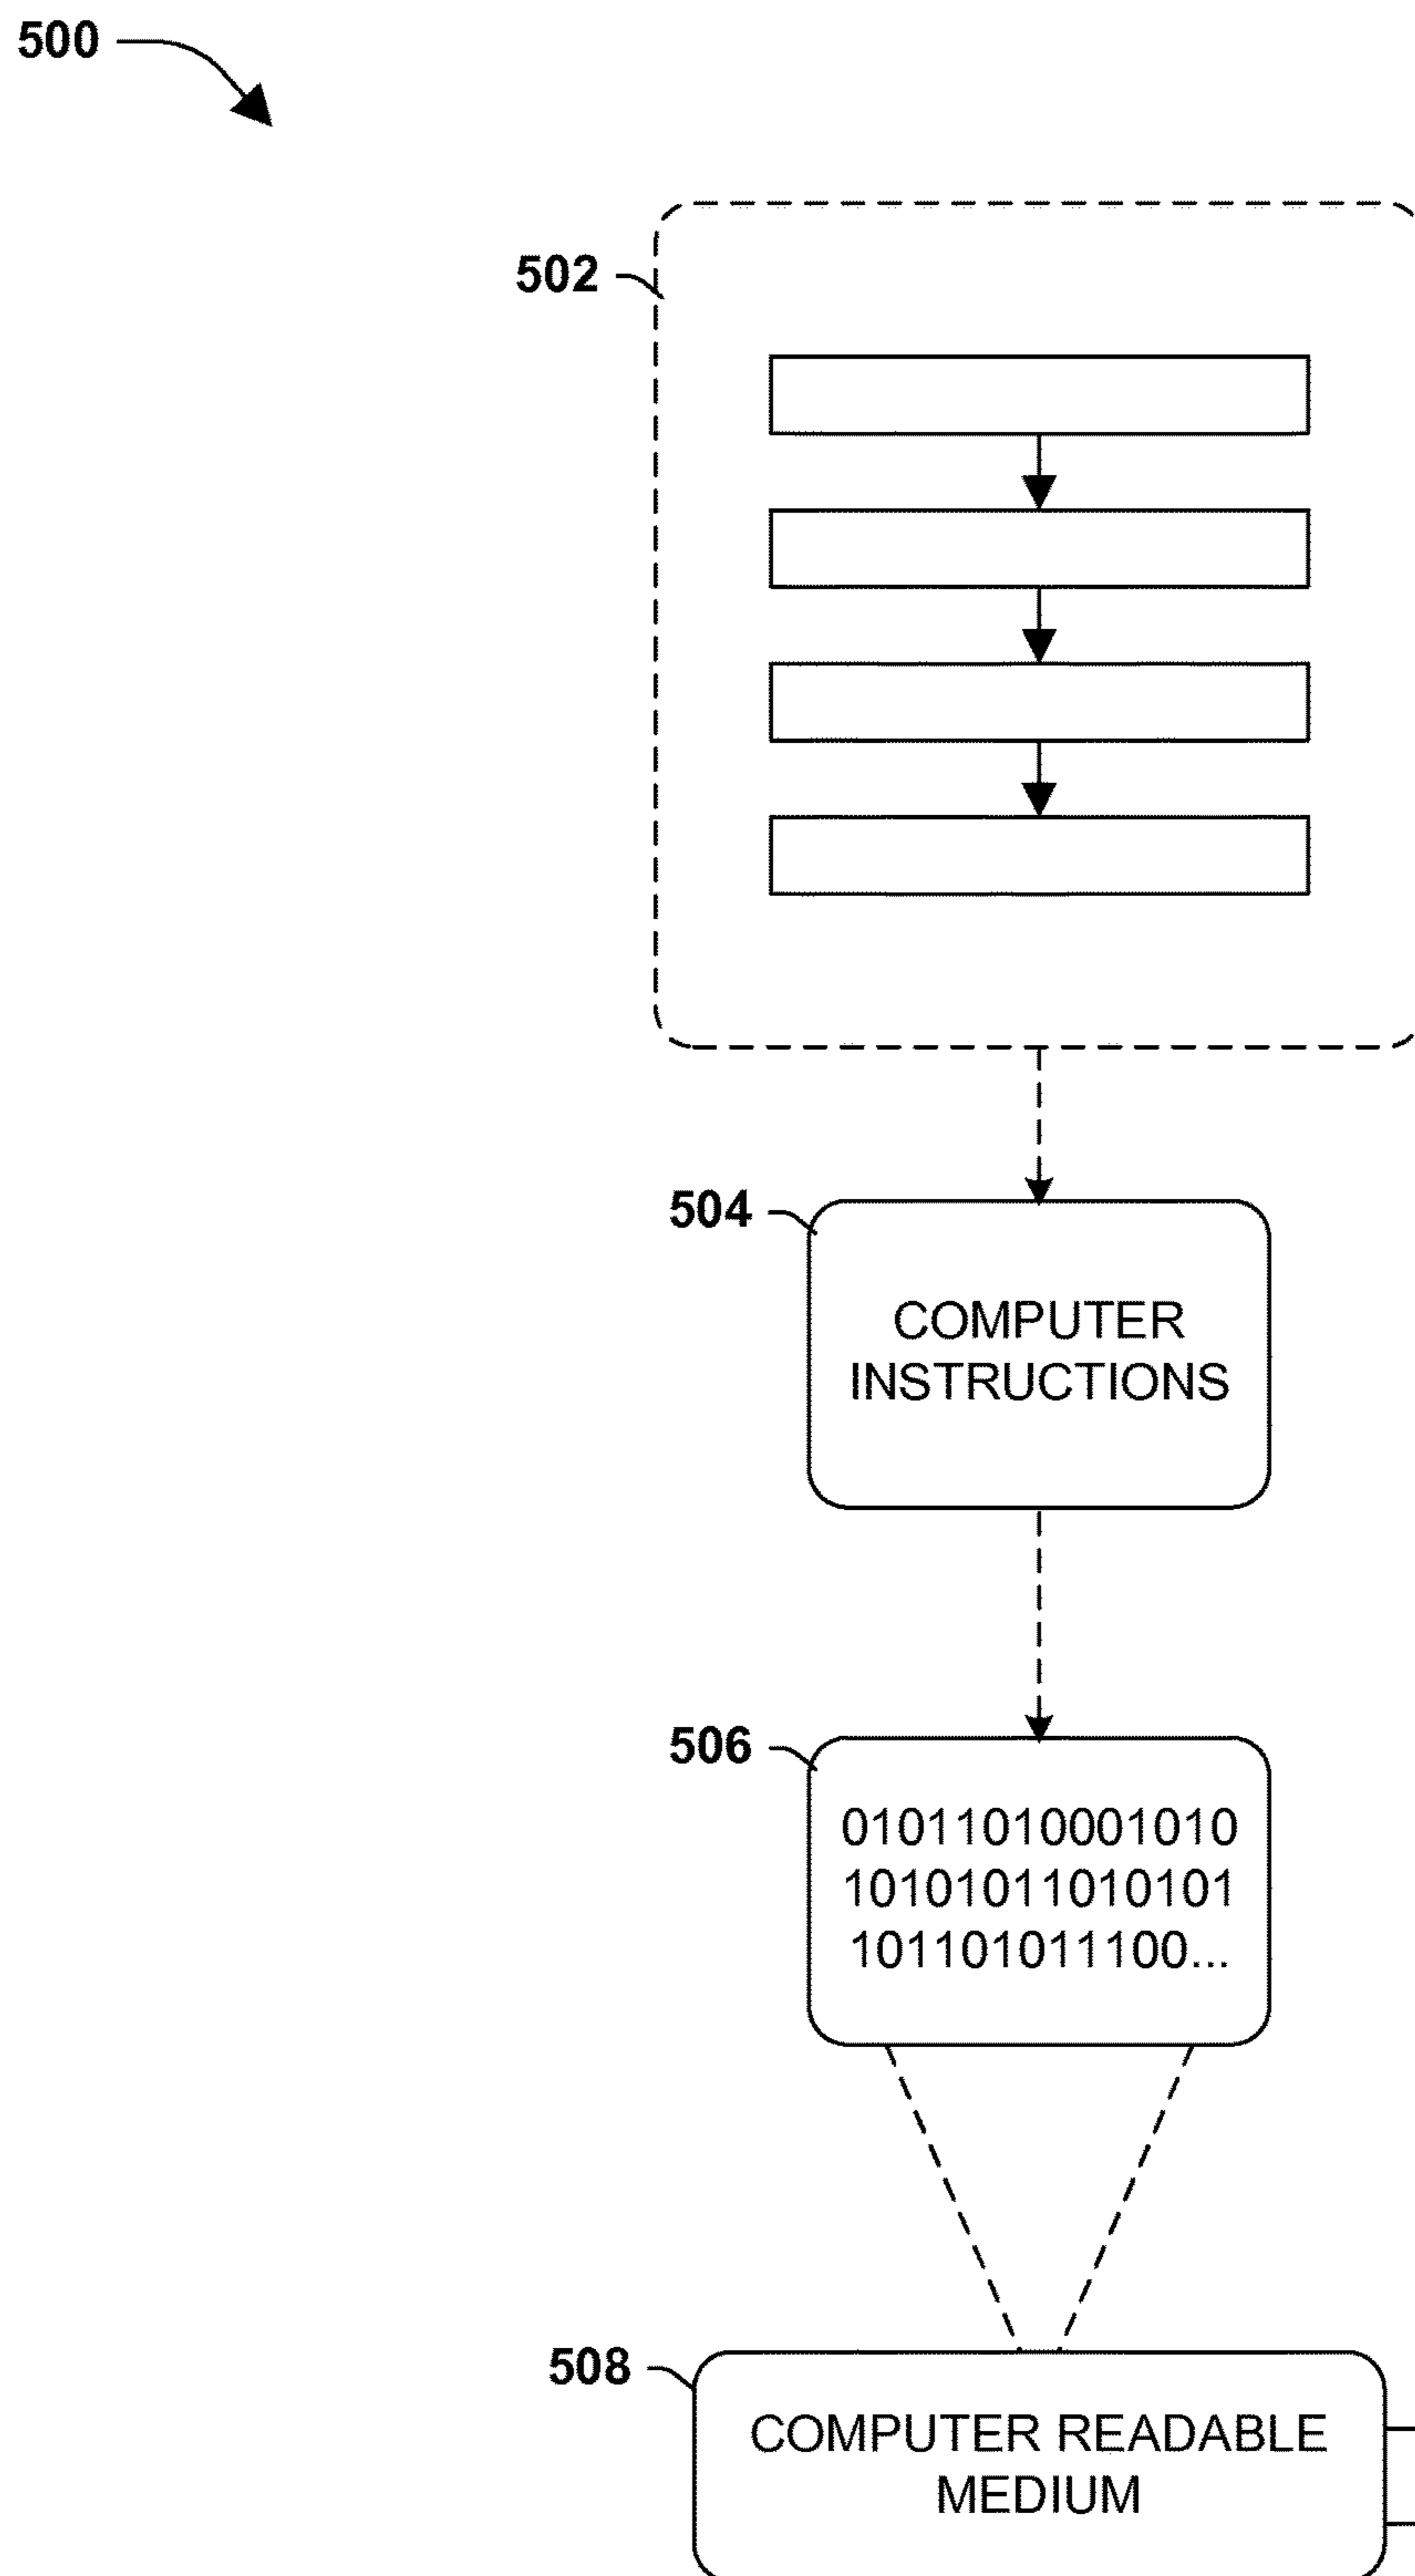 500
502
504
COMPUTER
INSTRUCTIONS
506
01011010001010
10101011010101
101101011100...
508
COMPUTER READABLE
MEDIUM